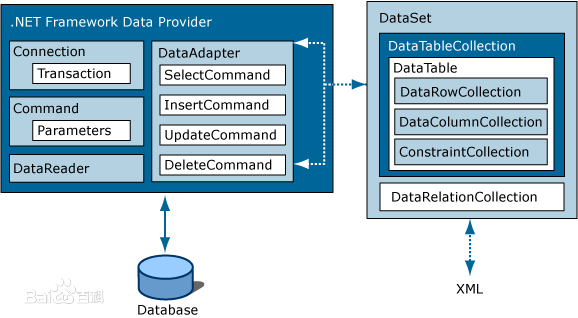 .NET Framework Data Provider
Connection
Transaction
Command
Parameters
DataReader
DataAdapter
SelectCommand
InsertCommand
UpdateCommand
DeleteCommand
DataSet
DataTableCollection
DataTable
DataRowCollection
DataColumnCollection
ConstraintCollection
DataRelationCollection
Database
XML
Bai百科